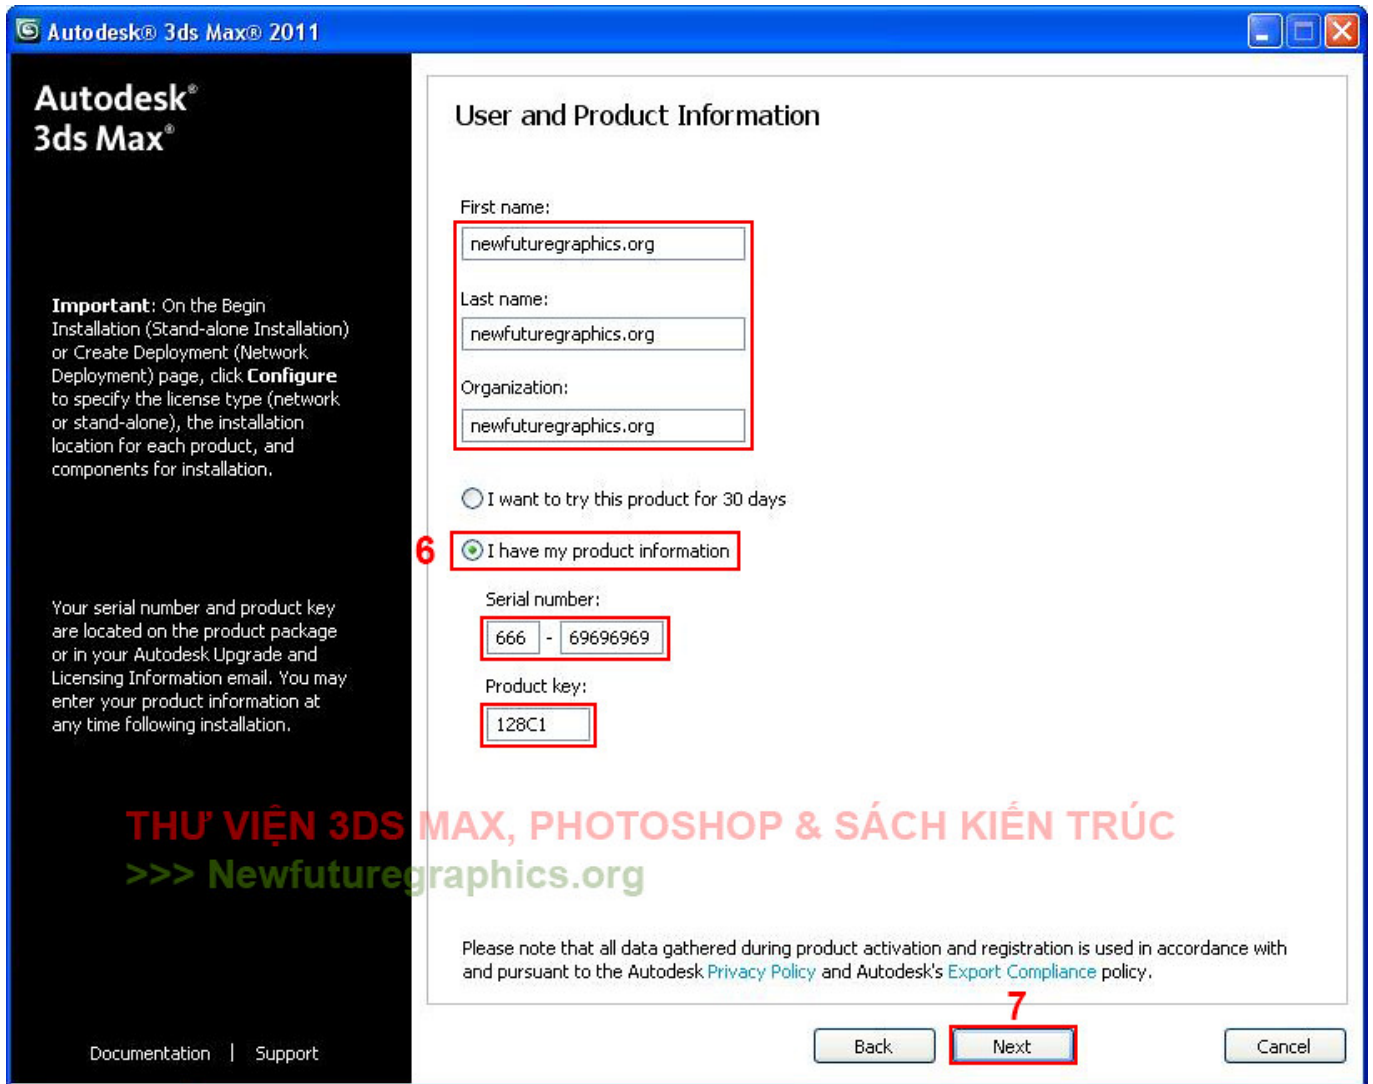 Autodesk® 3ds Max® 2011
Autodesk®
3ds Max®
Important: On the Begin
Installation (Stand-alone Installation)
or Create Deployment (Network
Deployment) page, click Configure
to specify the license type (network
or stand-alone), the installation
location for each product, and
components for installation.
Your serial number and product key
are located on the product package
or in your Autodesk Upgrade and
Licensing Information email. You may
enter your product information at
any time following installation.
Documentation | Support
User and Product Information
First name:
newfuturegraphics.org
Last name:
newfuturegraphics.org
Organization:
newfuturegraphics.org
I want to try this product for 30 days
6 I have my product information
Serial number:
666 - 69696969
Product key:
128C1
THƯ VIỆN 3DS MAX, PHOTOSHOP & SÁCH KIẾN TRÚC
>>> Newfuturegraphics.org
Please note that all data gathered during product activation and registration is used in accordance with
and pursuant to the Autodesk Privacy Policy and Autodesk's Export Compliance policy.
7
Back Next Cancel